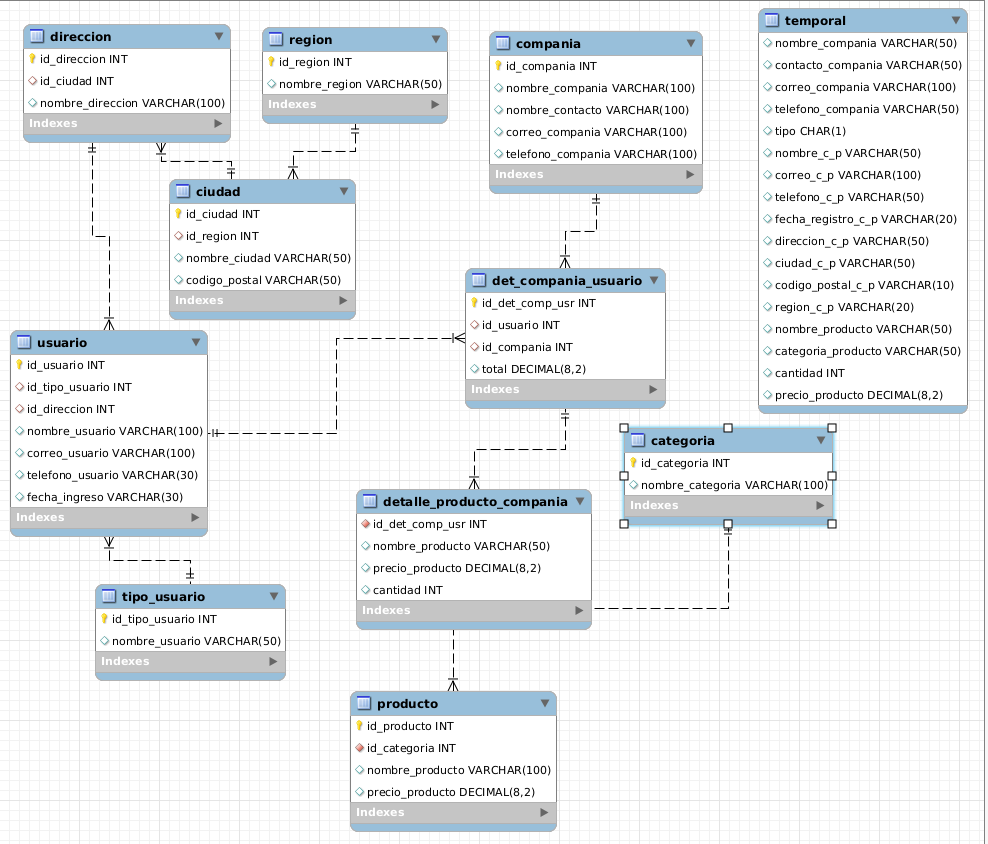 direccion
id_direccion INT
id_ciudad INT
nombre_direccion VARCHAR(100)
Indexes
region
id_region INT
nombre_region VARCHAR(50)
Indexes
compania
id_compania INT
nombre_compania VARCHAR(100)
nombre_contacto VARCHAR(100)
correo_compania VARCHAR(100)
telefono_compania VARCHAR(100)
Indexes
temporal
nombre_compania VARCHAR(50)
contacto_compania VARCHAR(50)
correo_compania VARCHAR(100)
telefono_compania VARCHAR(50)
tipo CHAR(1)
nombre_c_p VARCHAR(50)
correo_c_p VARCHAR(100)
telefono_c_p VARCHAR(50)
fecha_registro_c_p VARCHAR(20)
direccion_c_p VARCHAR(50)
ciudad_c_p VARCHAR(50)
codigo_postal_c_p VARCHAR(10)
region_c_p VARCHAR(20)
nombre_producto VARCHAR(50)
categoria_producto VARCHAR(50)
cantidad INT
precio_producto DECIMAL(8,2)
ciudad
id_ciudad INT
id_region INT
nombre_ciudad VARCHAR(50)
codigo_postal VARCHAR(50)
Indexes
det_compania_usuario
id_det_comp_usr INT
id_usuario INT
id_compania INT
total DECIMAL(8,2)
Indexes
usuario
id_usuario INT
id_tipo_usuario INT
id_direccion INT
nombre_usuario VARCHAR(100)
correo_usuario VARCHAR(100)
telefono_usuario VARCHAR(30)
fecha_ingreso VARCHAR(30)
Indexes
categoria
id_categoria INT
nombre_categoria VARCHAR(100)
Indexes
detalle_producto_compania
id_det_comp_usr INT
nombre_producto VARCHAR(50)
precio_producto DECIMAL(8,2)
cantidad INT
Indexes
tipo_usuario
id_tipo_usuario INT
nombre_usuario VARCHAR(50)
Indexes
producto
id_producto INT
id_categoria INT
nombre_producto VARCHAR(100)
precio_producto DECIMAL(8,2)
Indexes